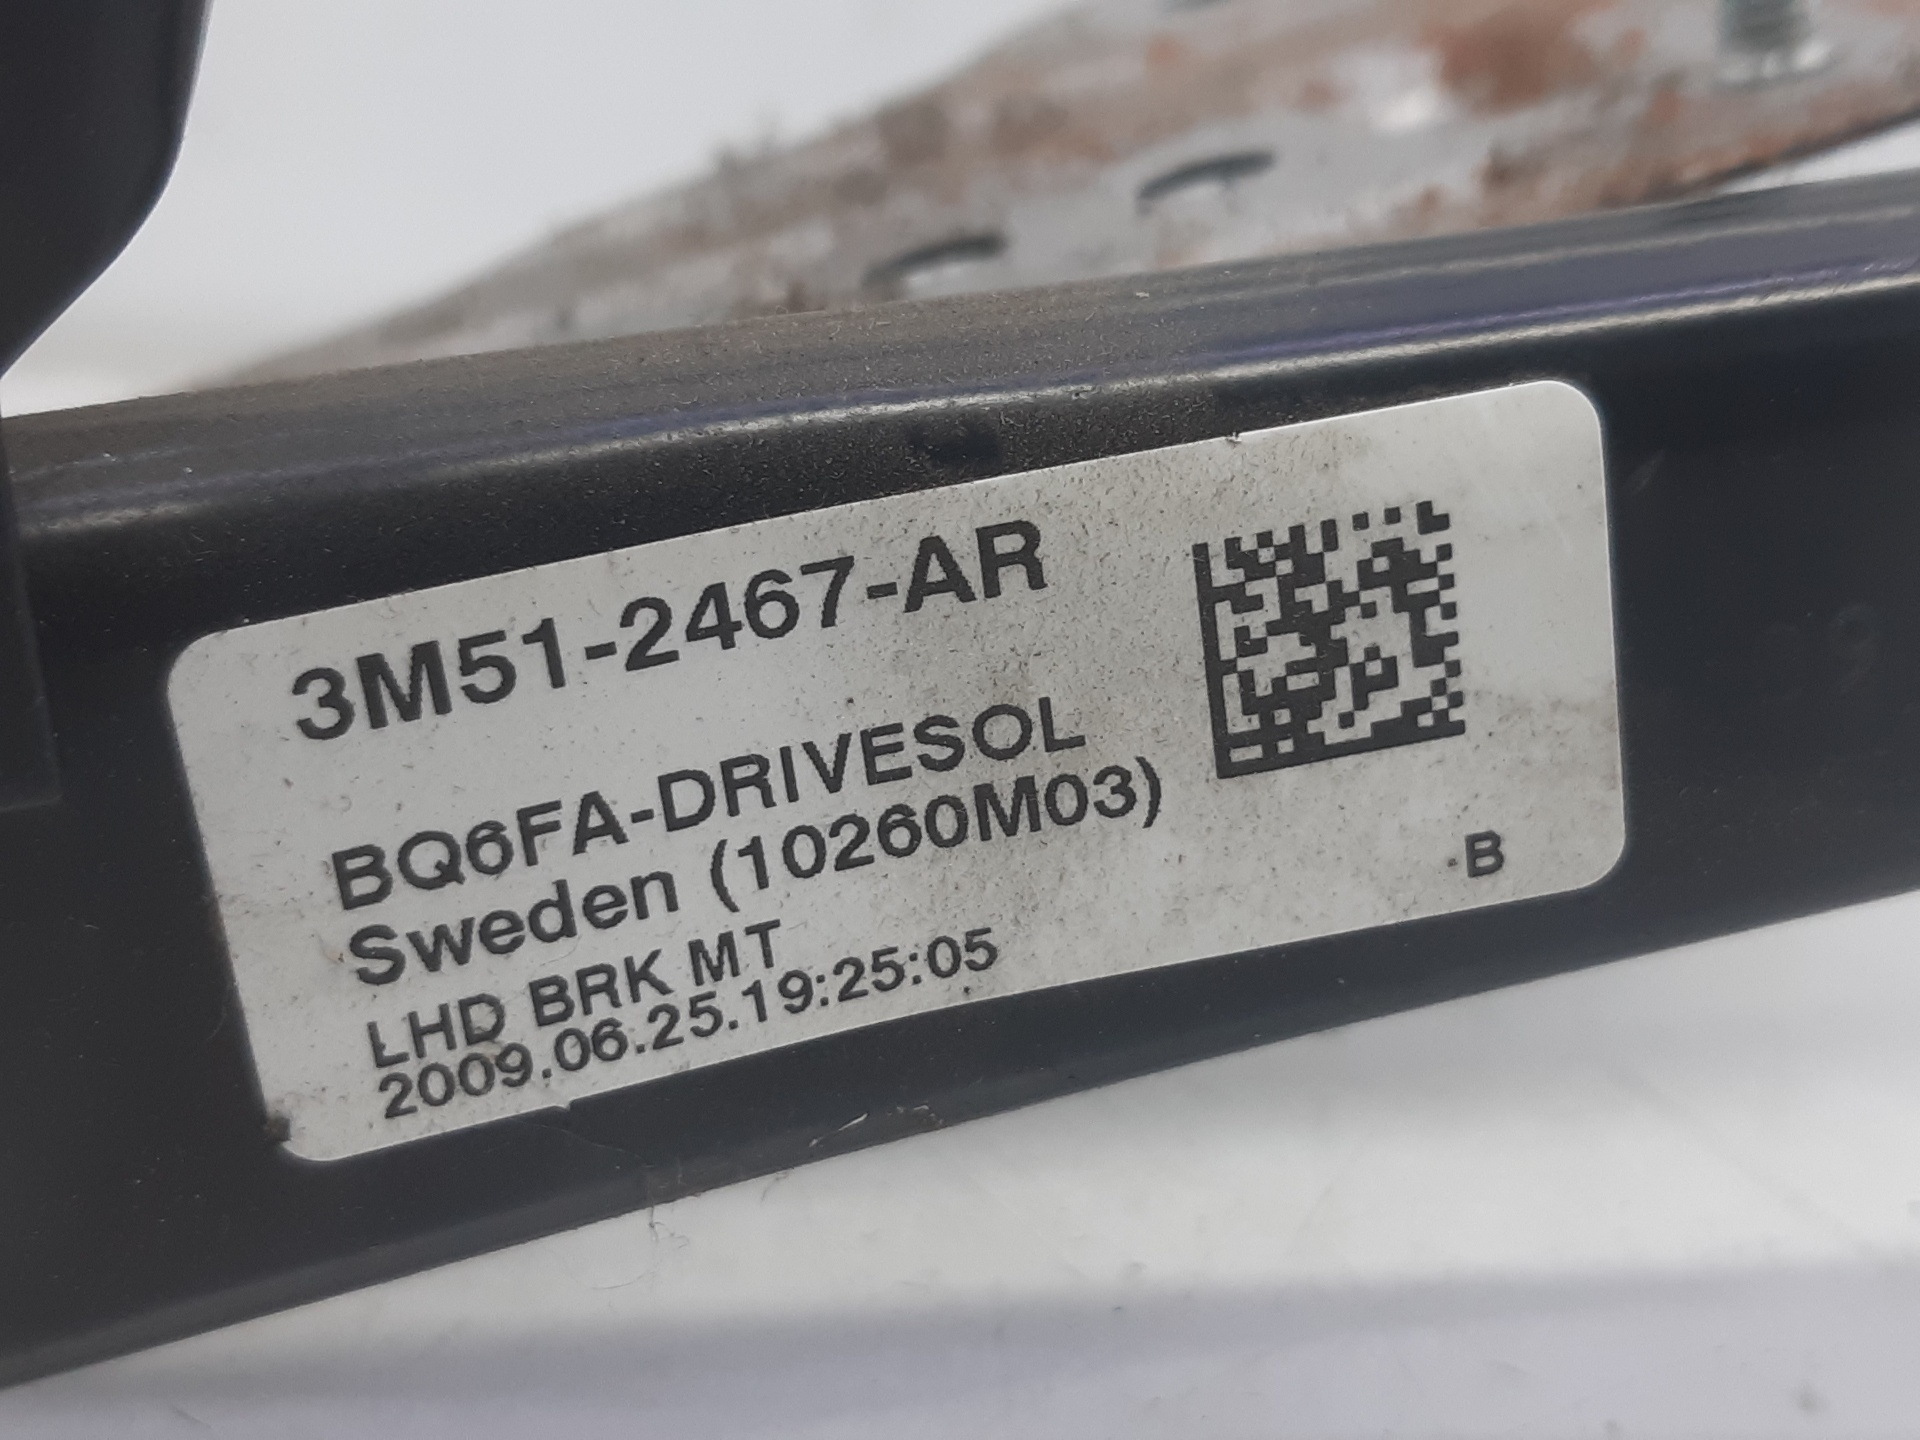 3M51-2467-AR
BQ6FA-DRIVESOL
Sweden (10260M03)
LHD BRK MT
2009.06.25.19:25:05
B